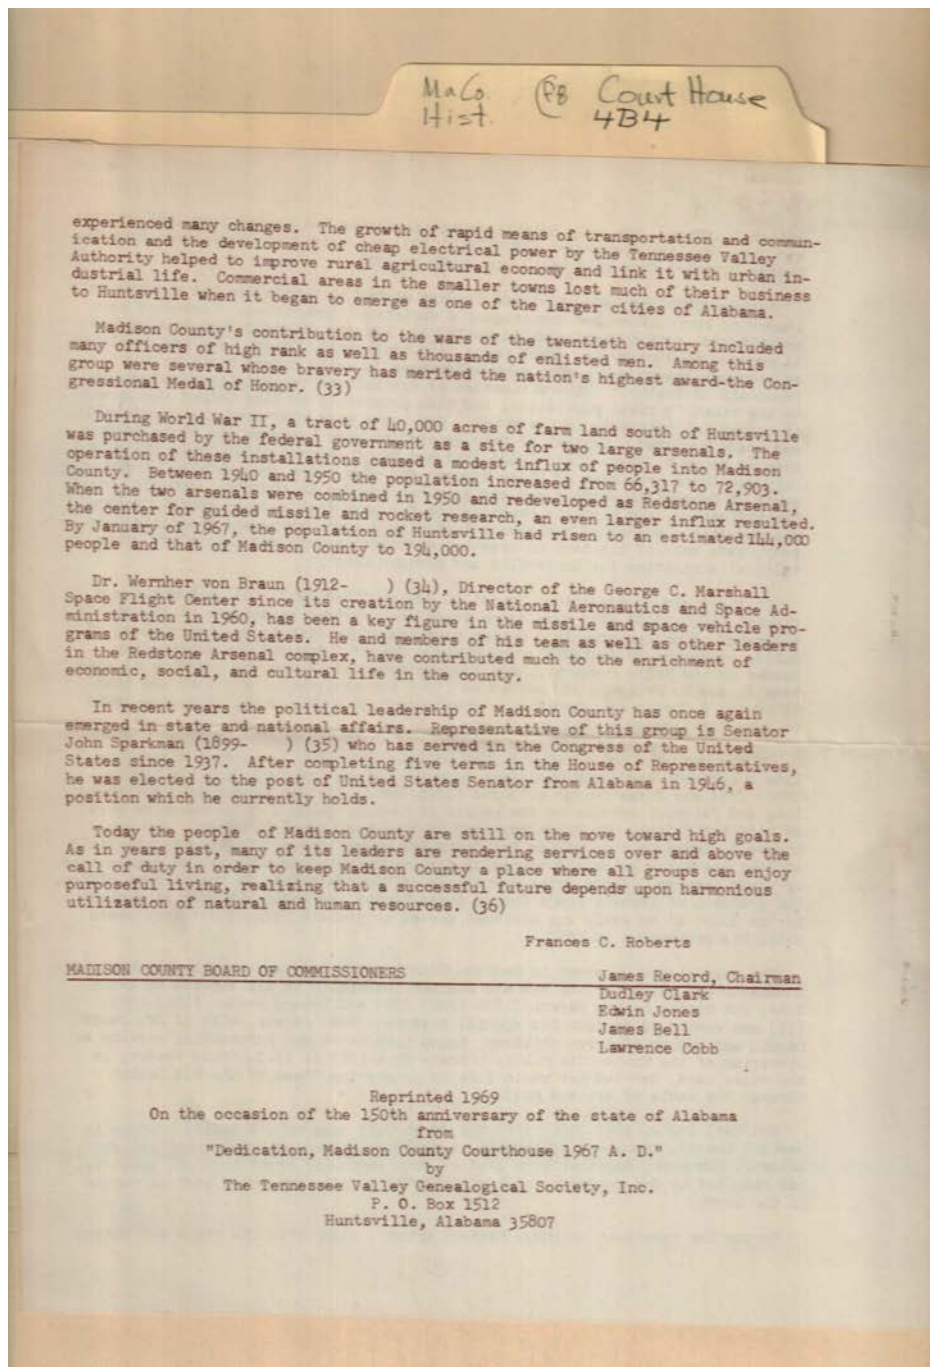 MaCo. P8 Court House
Hist. 4B4
experienced many changes. The growth of rapid means of transportation and commun-
ication and the development of cheap electrical power by the Tennessee Valley
Authority helped to improve rural agricultural economy and link it with urban in-
dustrial life. Commercial areas in the smaller towns lost much of their business
to Huntsville when it began to emerge as one of the larger cities of Alabama.
Madison County's contribution to the wars of the twentieth century included
many officers of high rank as well as thousands of enlisted men. Among this
group were several whose bravery has merited the nation's highest award-the Con-
gressional Medal of Honor. (33)
During World War II, a tract of 40,000 acres of farm land south of Huntsville
was purchased by the federal government as a site for two large arsenals. The
operation of these installations caused a modest influx of people into Madison
County. Between 1940 and 1950 the population increased from 66,317 to 72,903.
When the two arsenals were combined in 1950 and redeveloped as Redstone Arsenal,
the center for guided missile and rocket research, an even larger influx resulted.
By January of 1967, the population of Huntsville had risen to an estimated 144,000
people and that of Madison County to 194,000.
Dr. Wernher von Braun (1912- ) (34), Director of the George C. Marshall
Space Flight Center since its creation by the National Aeronautics and Space Ad-
ministration in 1960, has been a key figure in the missile and space vehicle pro-
grams of the United States. He and members of his team as well as other leaders
in the Redstone Arsenal complex, have contributed much to the enrichment of
economic, social, and cultural life in the county.
In recent years the political leadership of Madison County has once again
emerged in state and national affairs. Representative of this group is Senator
John Sparkman (1899- ) (35) who has served in the Congress of the United
States since 1937. After completing five terms in the House of Representatives,
he was elected to the post of United States Senator from Alabama in 1946, a
position which he currently holds.
Today the people of Madison County are still on the move toward high goals.
As in years past, many of its leaders are rendering services over and above the
call of duty in order to keep Madison County a place where all groups can enjoy
purposeful living, realizing that a successful future depends upon harmonious
utilization of natural and human resources. (36)
Frances C. Roberts
MADISON COUNTY BOARD OF COMMISSIONERS James Record, Chairman
Dudley Clark
Edwin Jones
James Bell
Lawrence Cobb
Reprinted 1969
On the occasion of the 150th anniversary of the state of Alabama
from
"Dedication, Madison County Courthouse 1967 A. D."
by
The Tennessee Valley Genealogical Society, Inc.
P. O. Box 1512
Huntsville, Alabama 35807